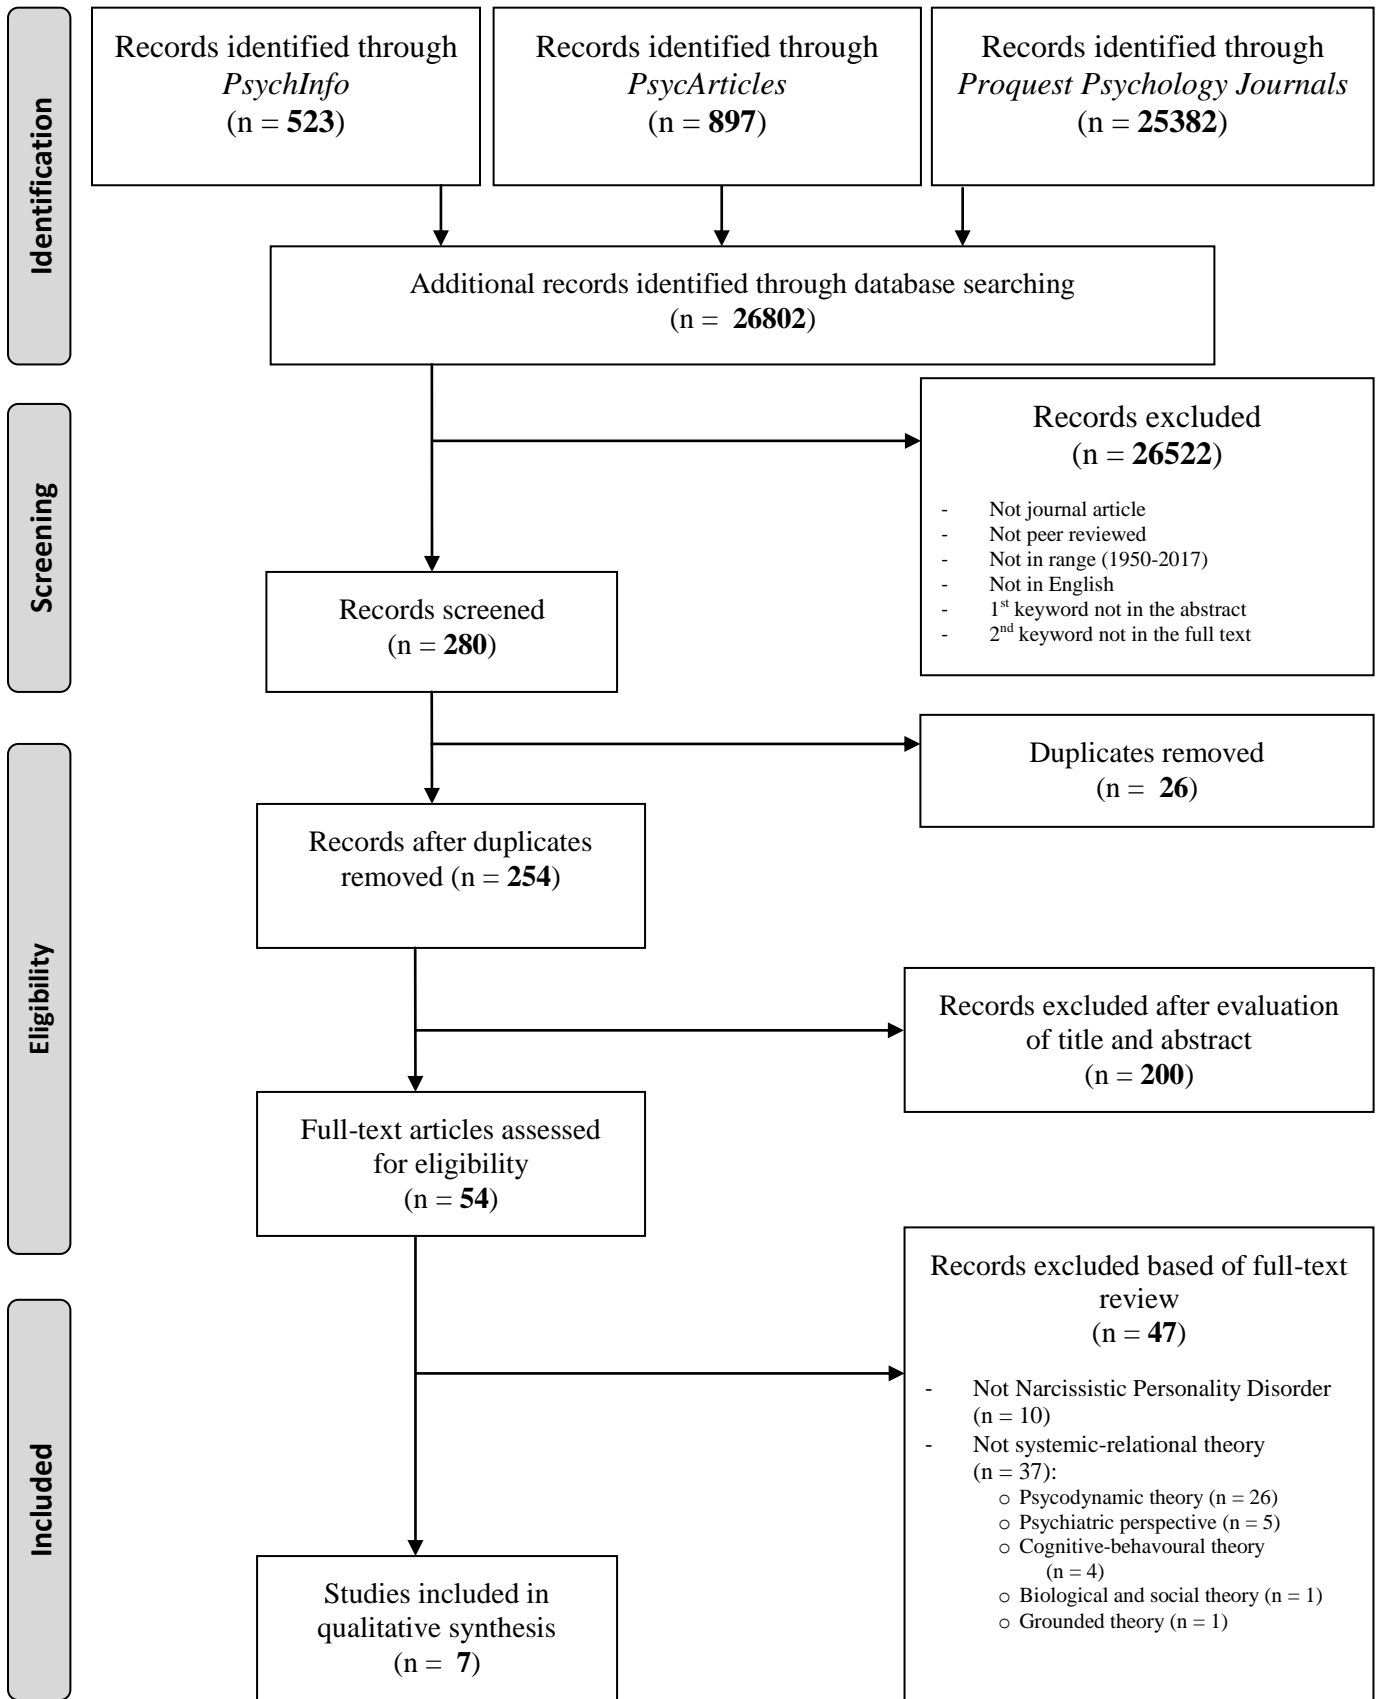 Identification
Records identified through
PsychInfo
(n = 523)
Records identified through
PsycArticles
(n = 897)
Records identified through
Proquest Psychology Journals
(n = 25382)
Additional records identified through database searching
(n = 26802)
Screening
Records excluded
(n = 26522)
- Not journal article
- Not peer reviewed
- Not in range (1950-2017)
- Not in English
- 1st keyword not in the abstract
- 2nd keyword not in the full text
Records screened
(n = 280)
Eligibility
Duplicates removed
(n = 26)
Records after duplicates
removed (n = 254)
Records excluded after evaluation
of title and abstract
(n = 200)
Full-text articles assessed
for eligibility
(n = 54)
Included
Records excluded based of full-text
review
(n = 47)
- Not Narcissistic Personality Disorder
(n = 10)
- Not systemic-relational theory
(n = 37):
o Psycodynamic theory (n = 26)
o Psychiatric perspective (n = 5)
o Cognitive-behavoural theory
(n = 4)
o Biological and social theory (n = 1)
o Grounded theory (n = 1)
Studies included in
qualitative synthesis
(n = 7)